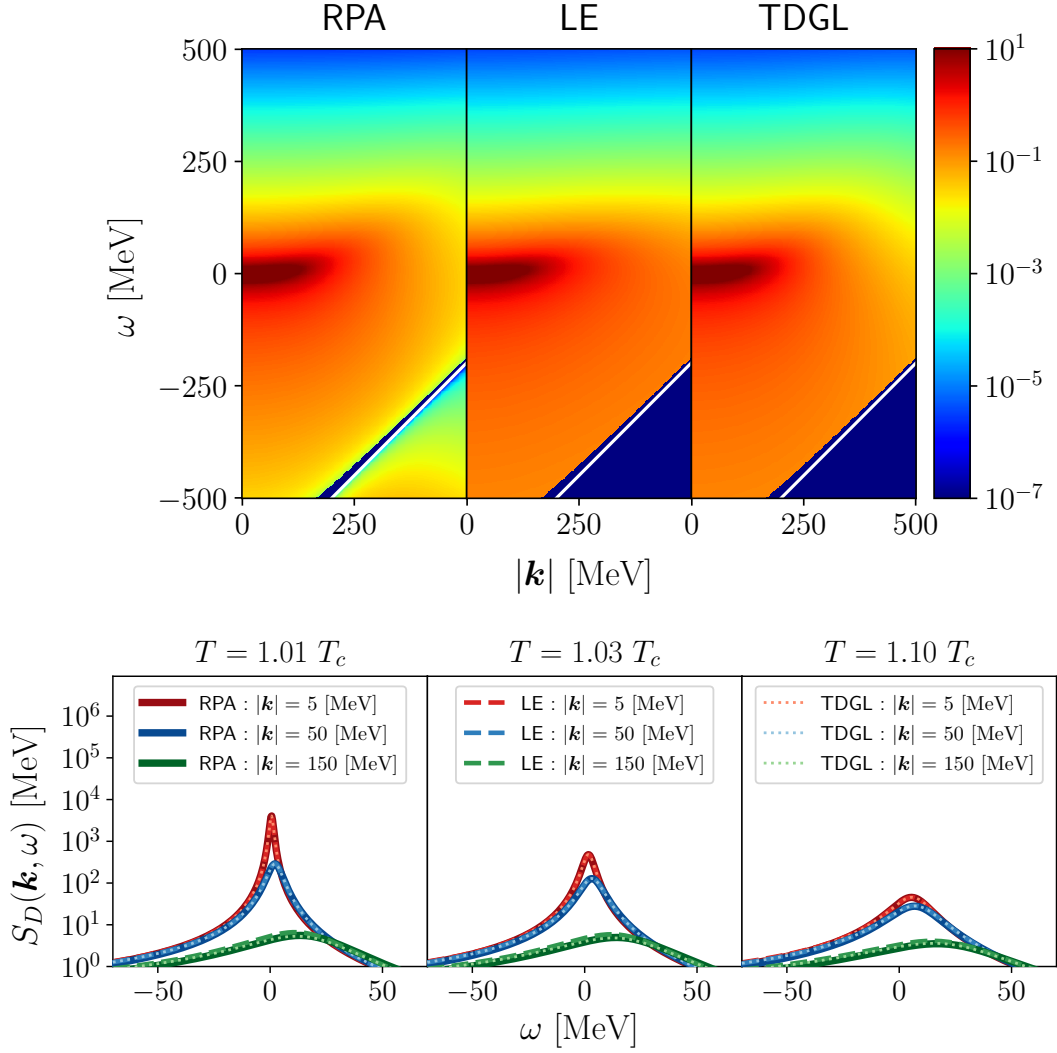 RPA LE TDGL
500
250
0
−250
−500
ω [MeV]
0 250 0 250 0 250 500
|k| [MeV]
10^1
10^−1
10^−3
10^−5
10^−7
T = 1.01 T_c T = 1.03 T_c T = 1.10 T_c
RPA : |k| = 5 [MeV]
RPA : |k| = 50 [MeV]
RPA : |k| = 150 [MeV]
LE : |k| = 5 [MeV]
LE : |k| = 50 [MeV]
LE : |k| = 150 [MeV]
TDGL : |k| = 5 [MeV]
TDGL : |k| = 50 [MeV]
TDGL : |k| = 150 [MeV]
S_D(k, ω) [MeV]
10^6
10^5
10^4
10^3
10^2
10^1
10^0
−50 0 50 −50 0 50 −50 0 50
ω [MeV]